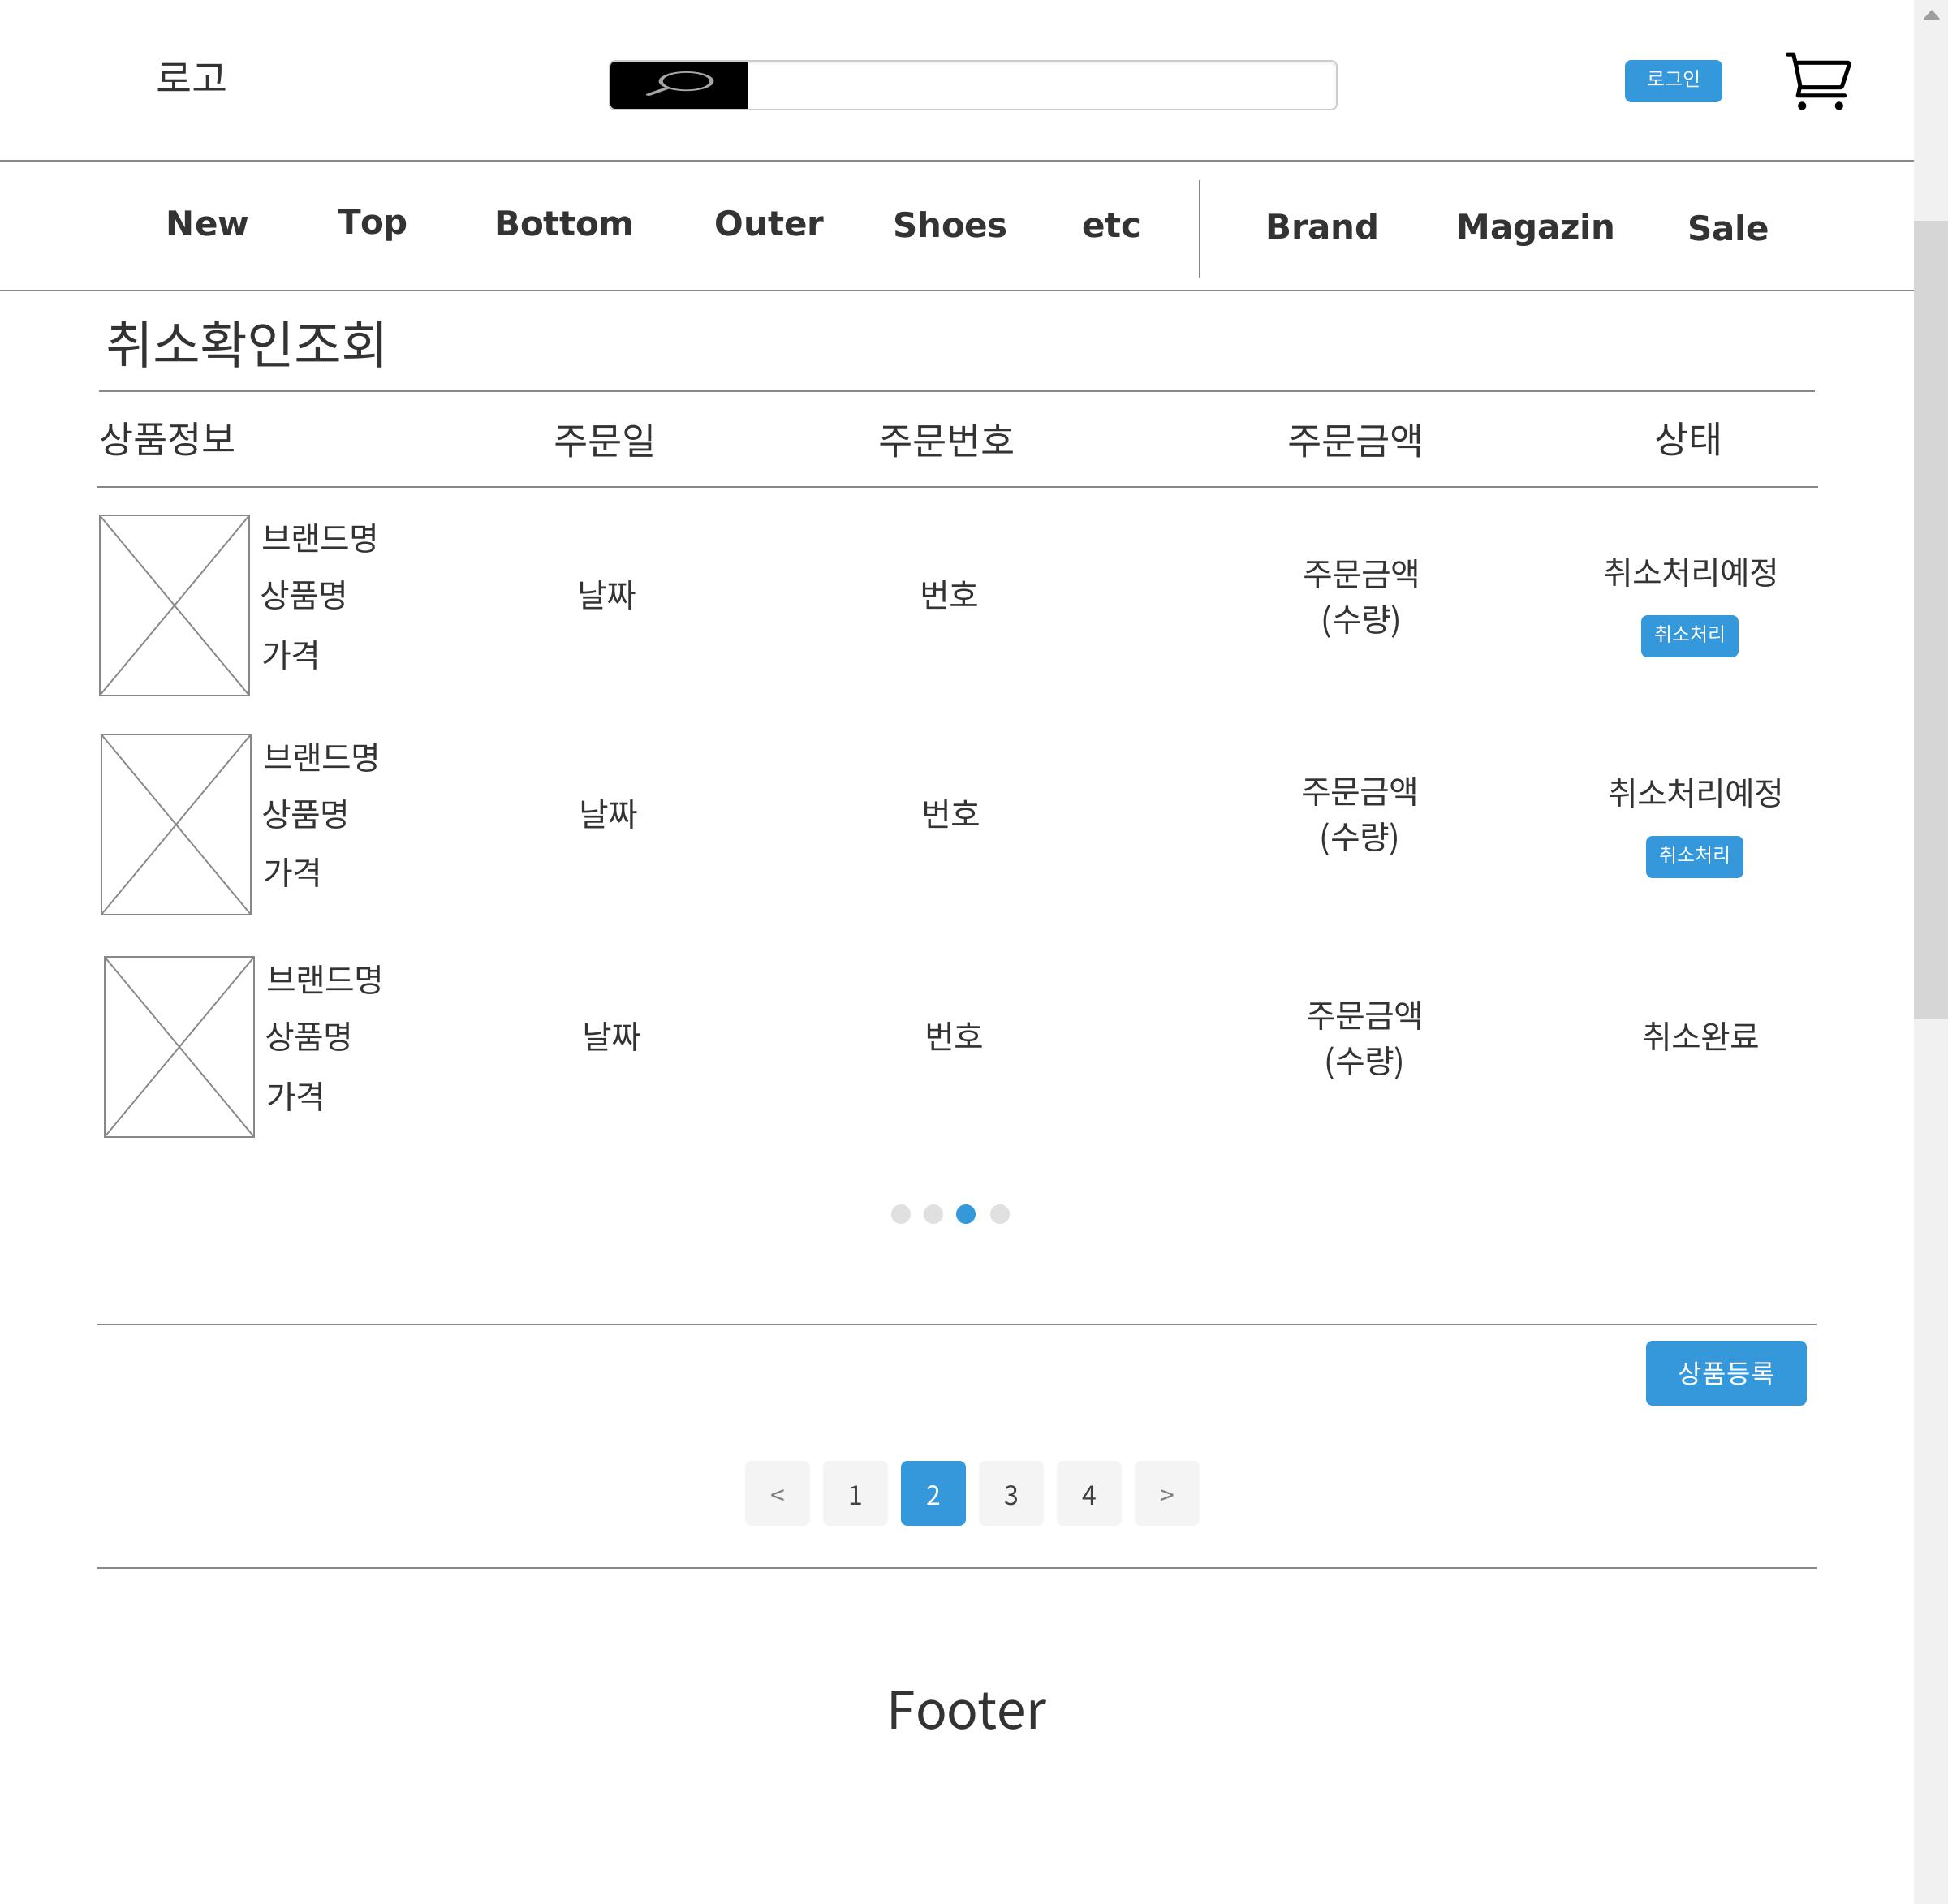 로고
로그인
New Top Bottom Outer Shoes etc Brand Magazin Sale
취소확인조회
상품정보 주문일 주문번호 주문금액 상태
브랜드명
상품명
가격
날짜
번호
주문금액
(수량)
취소처리예정
취소처리
브랜드명
상품명
가격
날짜
번호
주문금액
(수량)
취소처리예정
취소처리
브랜드명
상품명
가격
날짜
번호
주문금액
(수량)
취소완료
상품등록
< 1 2 3 4 >
Footer